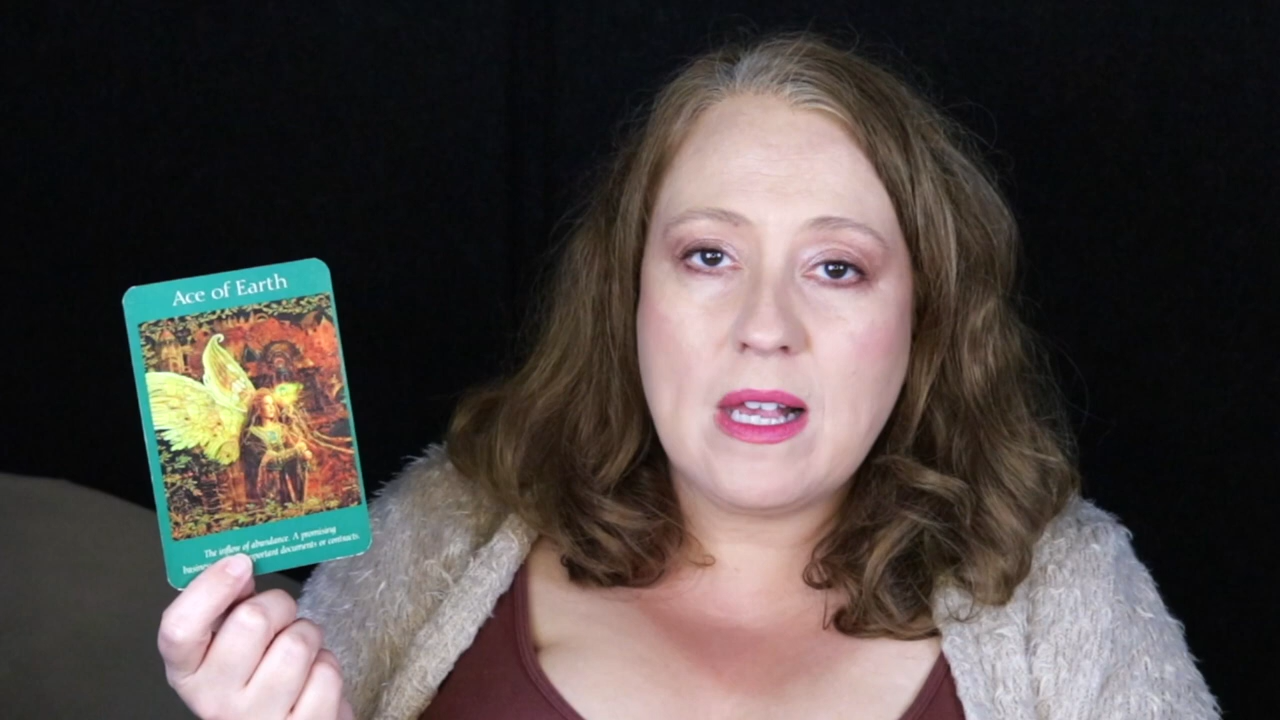 Ace of Earth
The inflow of abundance. A promising
important documents or contracts.